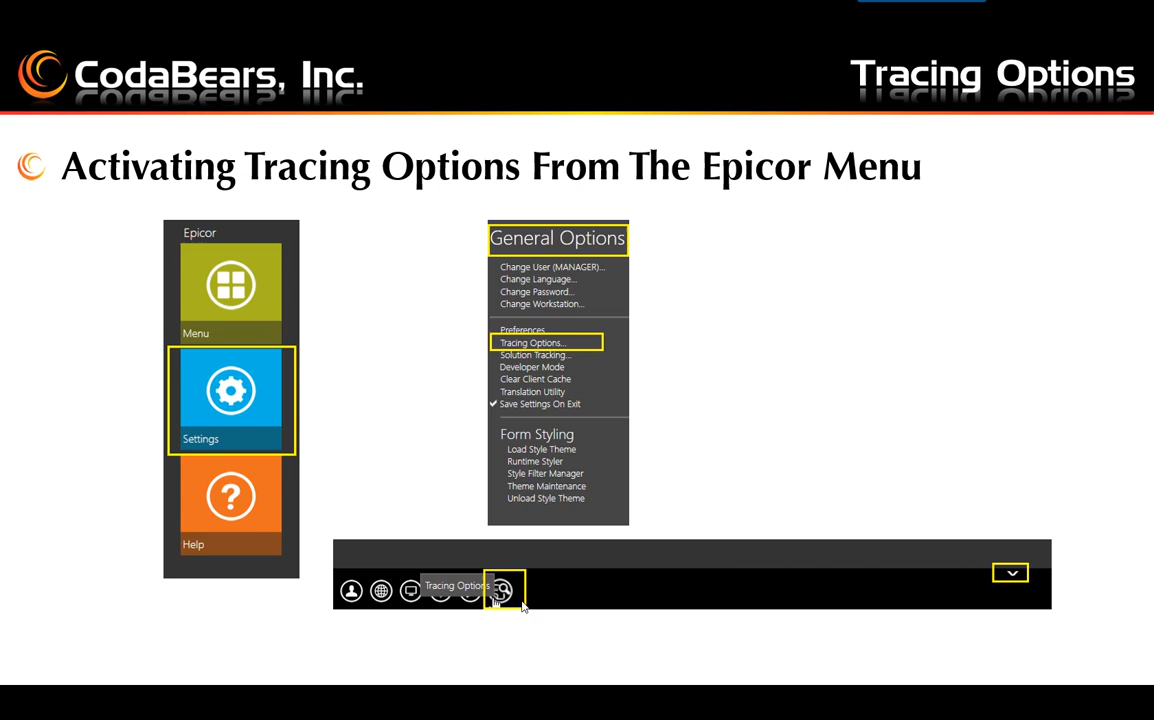 CodaBears, Inc.
Tracing Options
Activating Tracing Options From The Epicor Menu
Epicor
Menu
Settings
Help
General Options
Change User (MANAGER)...
Change Language...
Change Password...
Change Workstation...
Preferences
Tracing Options...
Solution Tracking...
Developer Mode
Clear Client Cache
Translation Utility
Save Settings On Exit
Form Styling
Load Style Theme
Runtime Styler
Style Filter Manager
Theme Maintenance
Unload Style Theme
Tracing Options